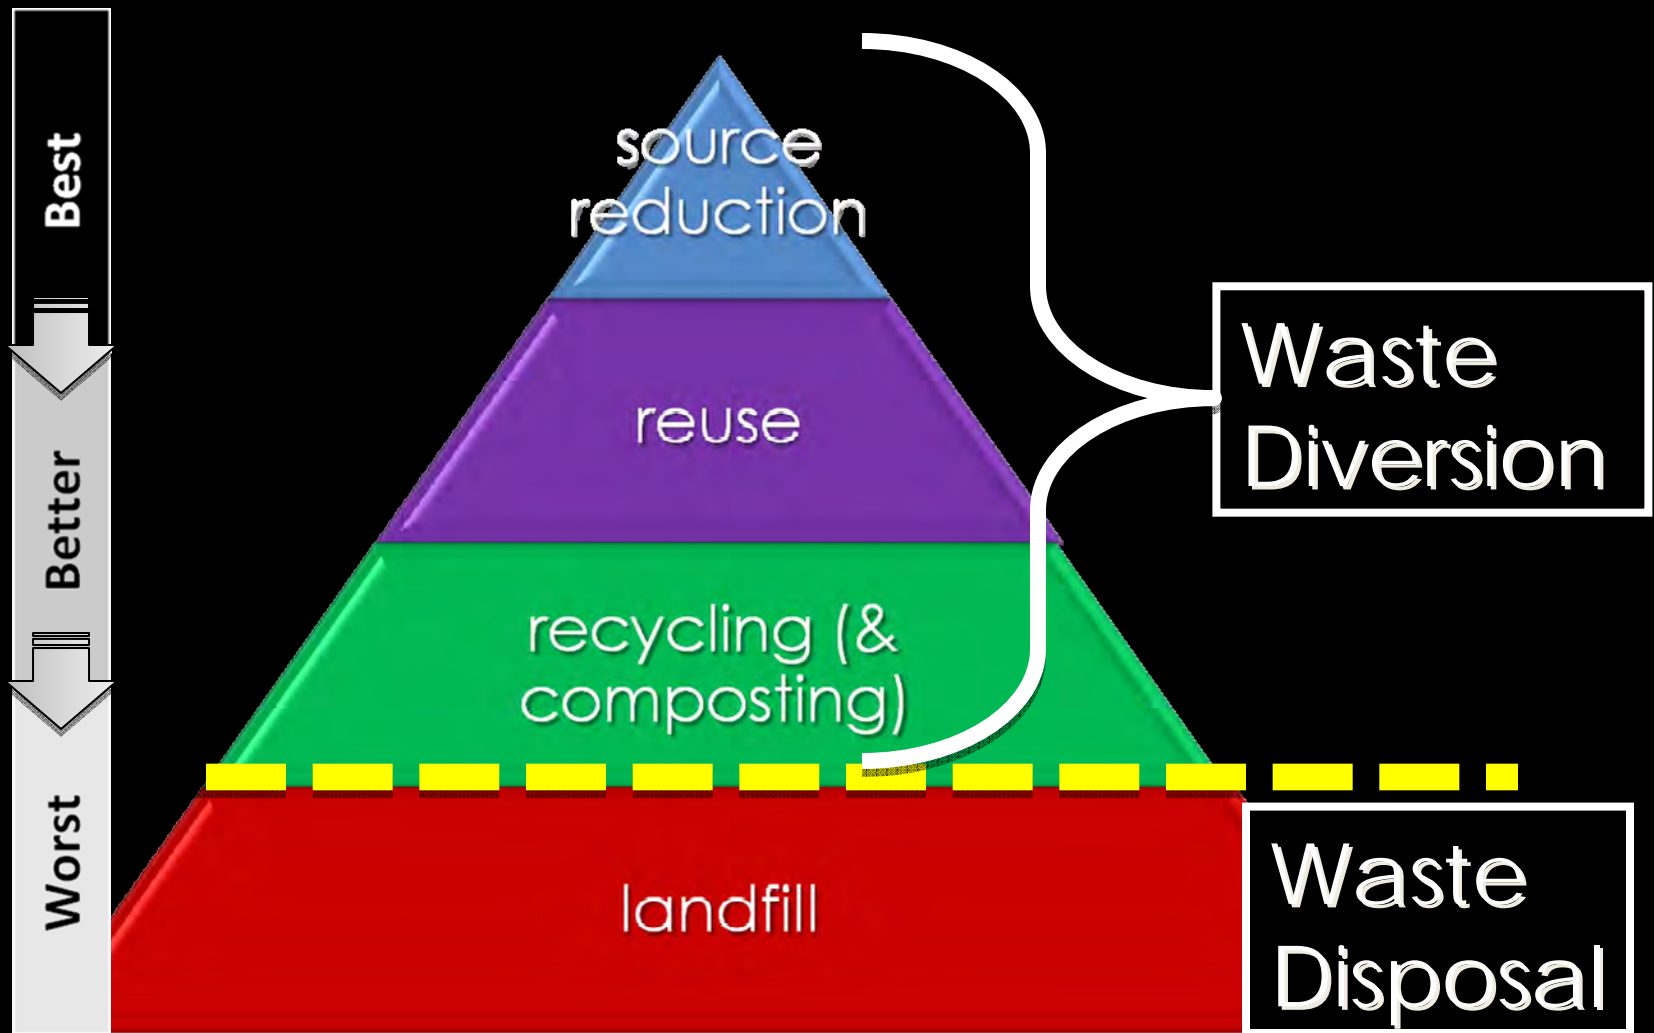 Best
Better
Worst
source
reduction
reuse
recycling (&
composting)
landfill
Waste
Diversion
Waste
Disposal